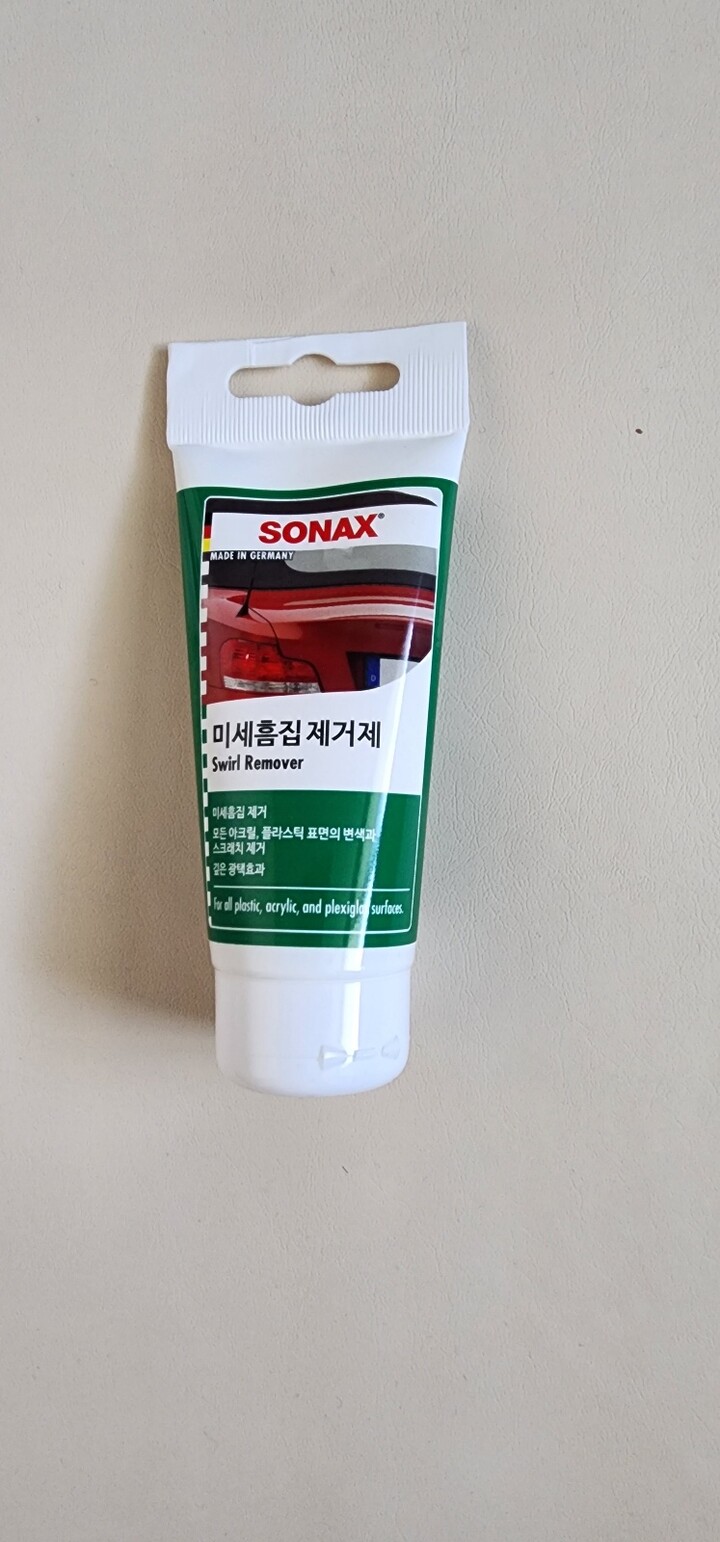 SONAX®
MADE IN GERMANY
D
미세흠집 제거제
Swirl Remover
미세흠집 제거
모든 아크릴, 플라스틱 표면의 변색과
스크래치 제거
깊은 광택효과
For all plastic, acrylic, and plexiglas surfaces.